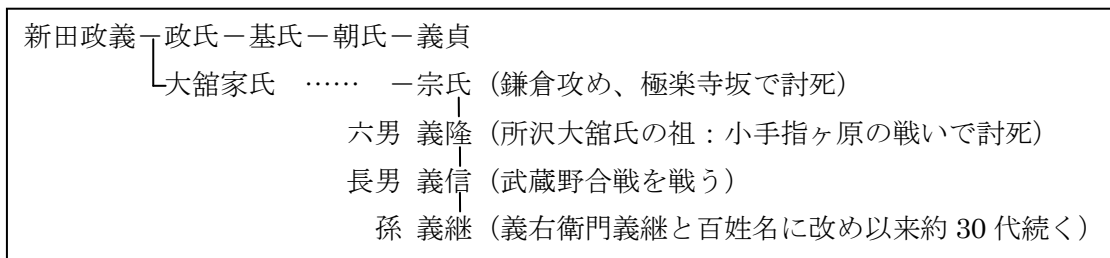 新田政義－政氏－基氏－朝氏－義貞
大舘家氏 …… －宗氏（鎌倉攻め、極楽寺坂で討死）
六男 義隆（所沢大舘氏の祖：小手指ヶ原の戦いで討死）
長男 義信（武蔵野合戦を戦う）
孫 義継（義右衛門義継と百姓名に改め以来約 30 代続く）